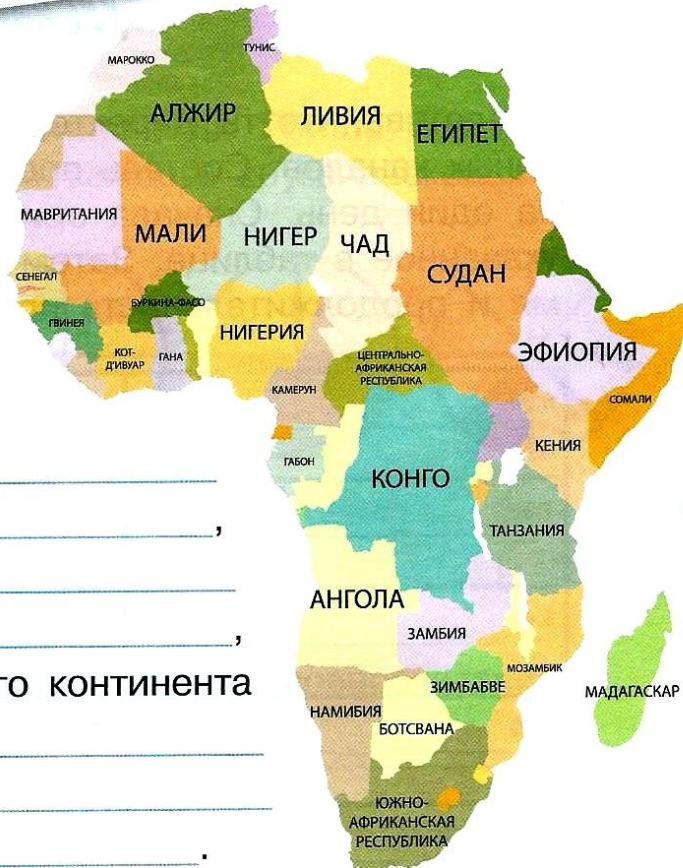 ТУНИС
МАРОККО
АЛЖИР
ЛИВИЯ
ЕГИПЕТ
МАВРИТАНИЯ
МАЛИ
НИГЕР
ЧАД
СУДАН
СЕНЕГАЛ
БУРКИНА-ФАСО
ГВИНЕЯ
НИГЕРИЯ
КОТ-
Д'ИВУАР
ГАНА
ЦЕНТРАЛЬНО-
АФРИКАНСКАЯ
РЕСПУБЛИКА
ЭФИОПИЯ
КАМЕРУН
СОМАЛИ
КЕНИЯ
ГАБОН
КОНГО
,
ТАНЗАНИЯ
АНГОЛА
,
ЗАМБИЯ
МОЗАМБИК
го континента
ЗИМБАБВЕ
МАДАГАСКАР
НАМИБИЯ
БОТСВАНА
ЮЖНО-
АФРИКАНСКАЯ
РЕСПУБЛИКА
.